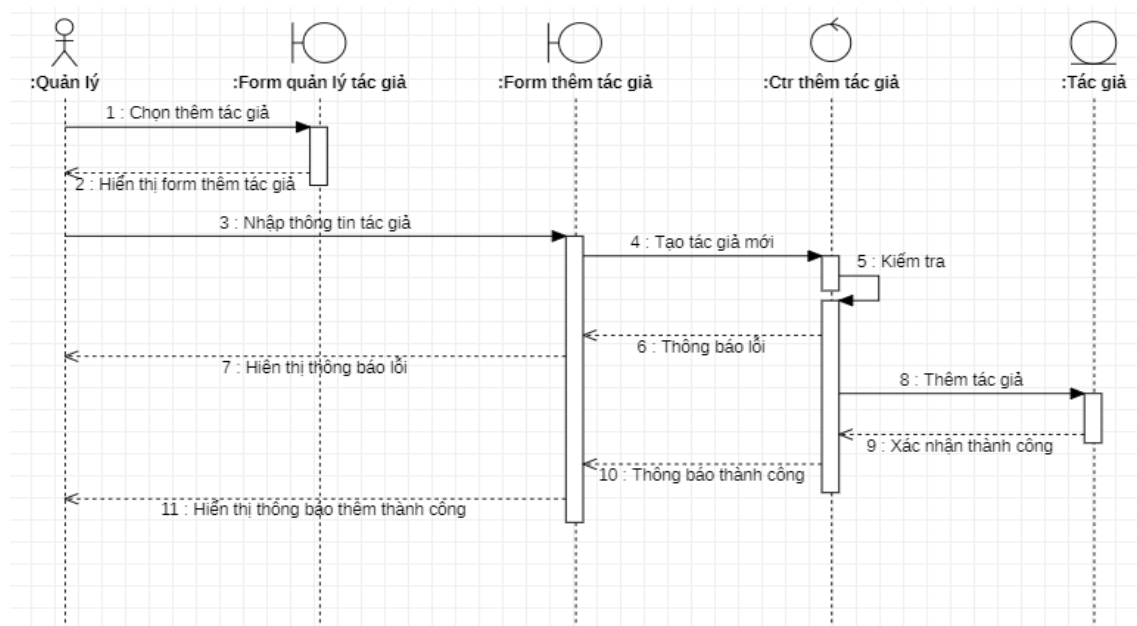 :Quản lý
:Form quản lý tác giả
:Form thêm tác giả
:Ctr thêm tác giả
:Tác giả
1 : Chọn thêm tác giả
2 : Hiển thị form thêm tác giả
3 : Nhập thông tin tác giả
4 : Tạo tác giả mới
5 : Kiểm tra
6 : Thông báo lỗi
7 : Hiên thị thông báo lỗi
8 : Thêm tác giả
9 : Xác nhận thành công
10 : Thông báo thành công
11 : Hiển thị thông báo thêm thành công